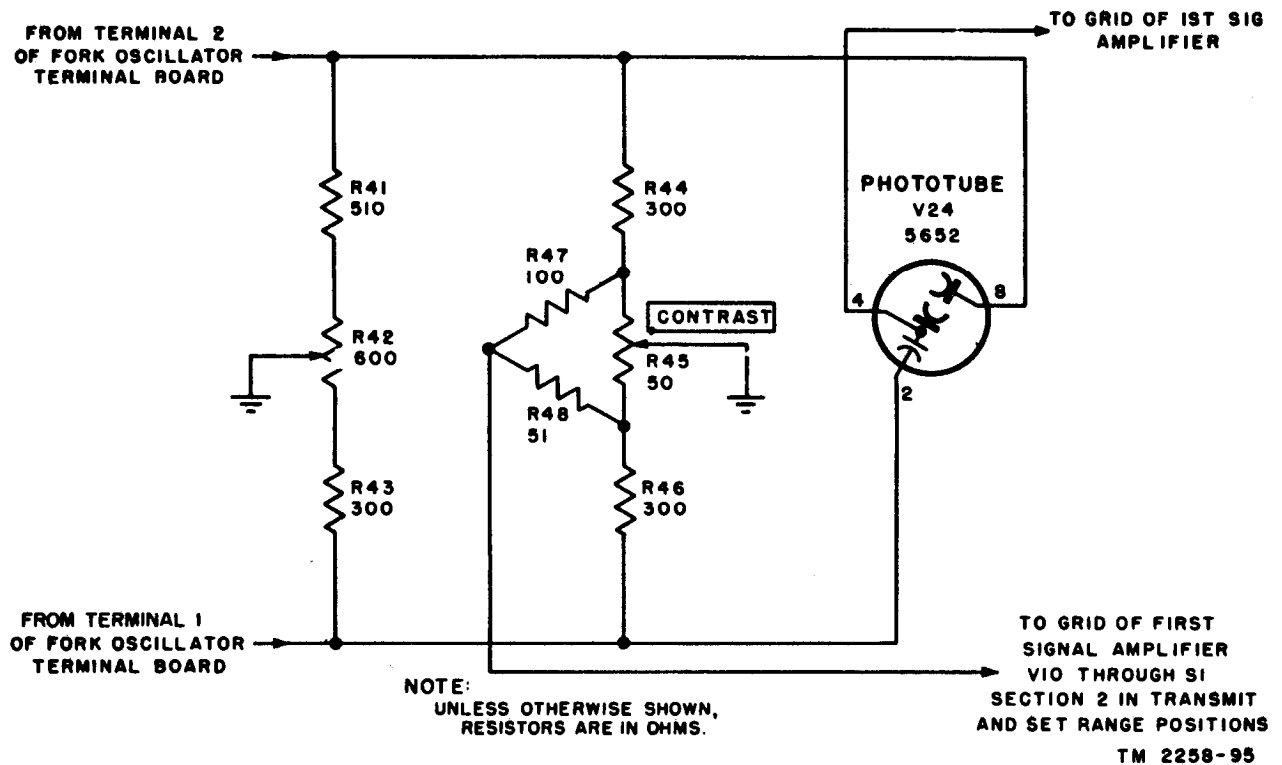 FROM TERMINAL 2
OF FORK OSCILLATOR
TERMINAL BOARD
TO GRID OF IST SIG
AMPLIFIER
R41
510
R44
300
PHOTOTUBE
V24
5652
R47
100
4
8
CONTRAST
R42
600
R45
50
R48
51
2
R43
300
R46
300
FROM TERMINAL 1
OF FORK OSCILLATOR
TERMINAL BOARD
TO GRID OF FIRST
SIGNAL AMPLIFIER
V10 THROUGH S1
SECTION 2 IN TRANSMIT
AND SET RANGE POSITIONS
NOTE:
UNLESS OTHERWISE SHOWN,
RESISTORS ARE IN OHMS.
TM 2258-95